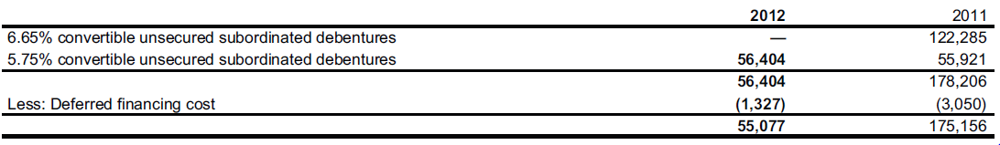 2012 2011
6.65% convertible unsecured subordinated debentures — 122,285
5.75% convertible unsecured subordinated debentures 56,404 55,921
56,404 178,206
Less: Deferred financing cost (1,327) (3,050)
55,077 175,156